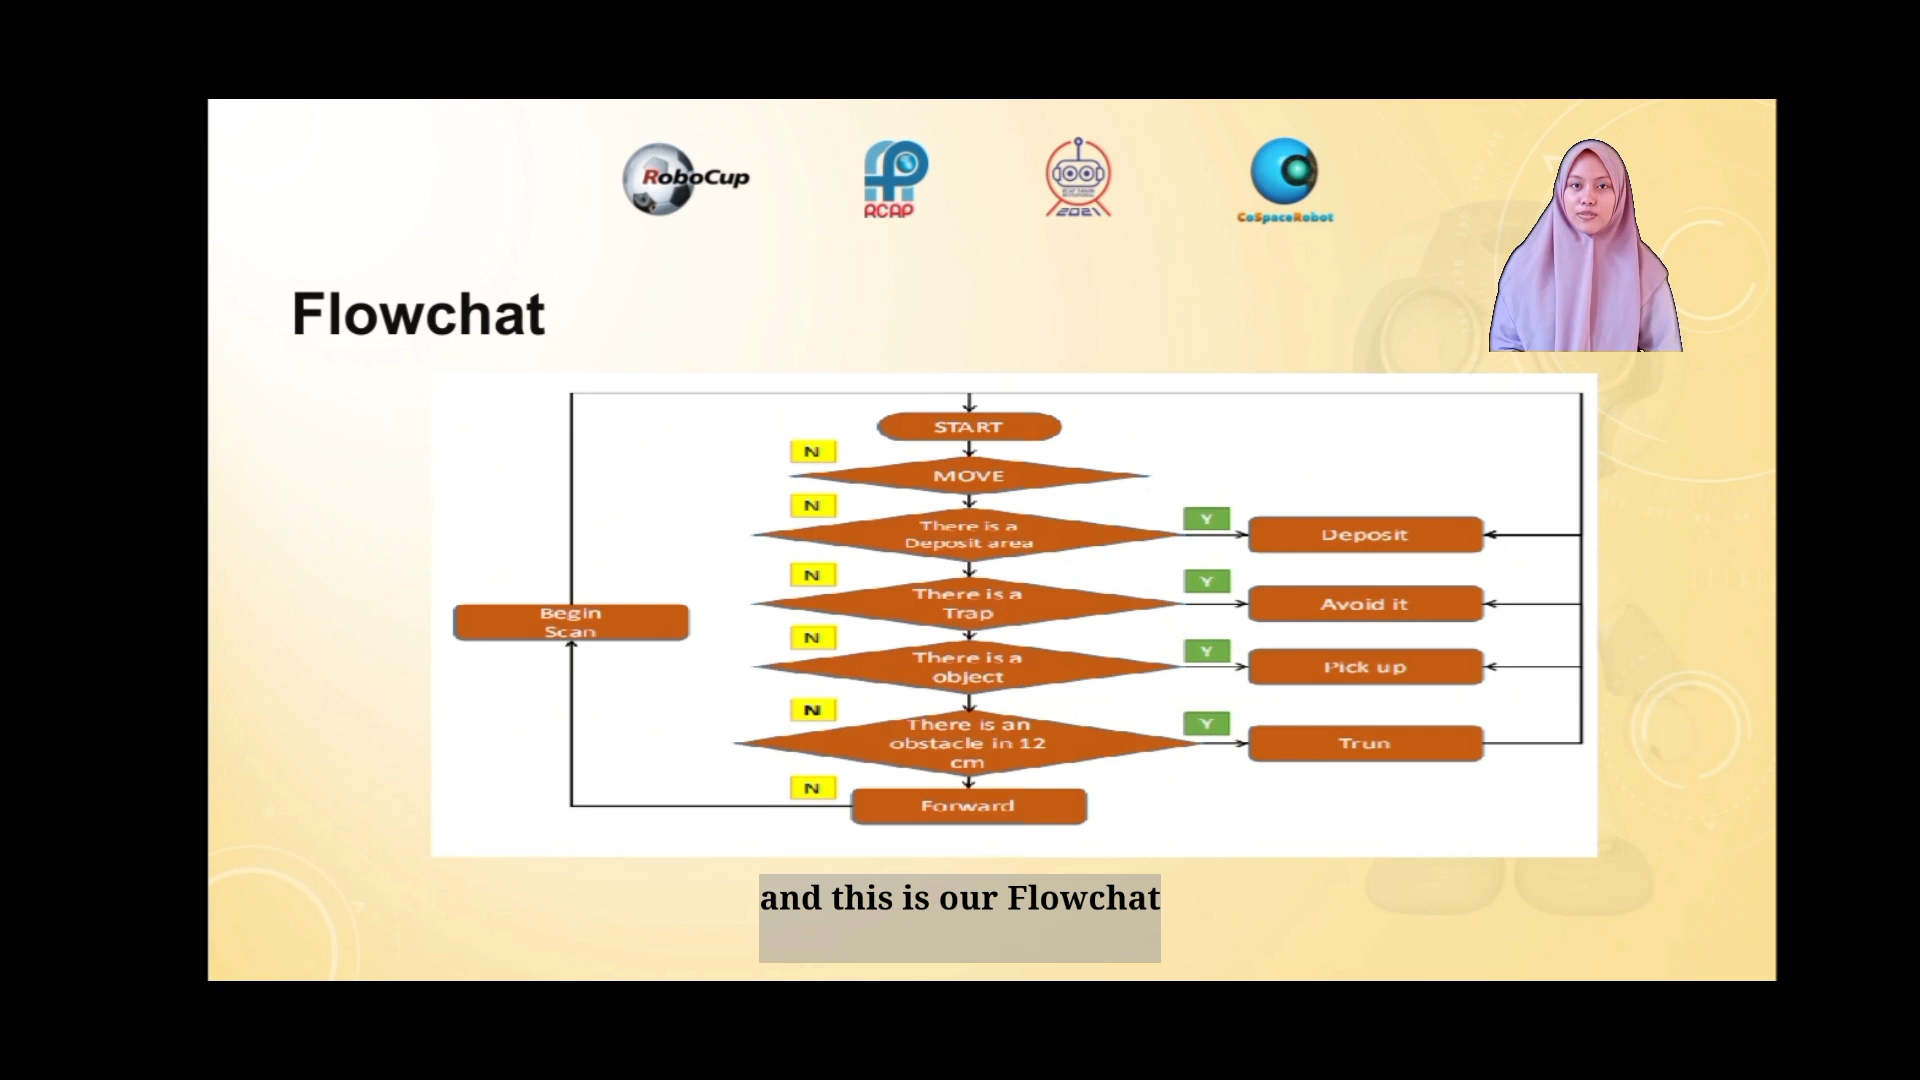 RoboCup
RCAP
2021
CoSpaceRobot
Flowchat
START
N
MOVE
N
There is a
Deposit area
Y
Deposit
N
There is a
Trap
Y
Avoid it
Begin
Scan
N
There is a
object
Y
Pick up
N
There is an
obstacle in 12
cm
Y
Trun
N
Forward
and this is our Flowchat